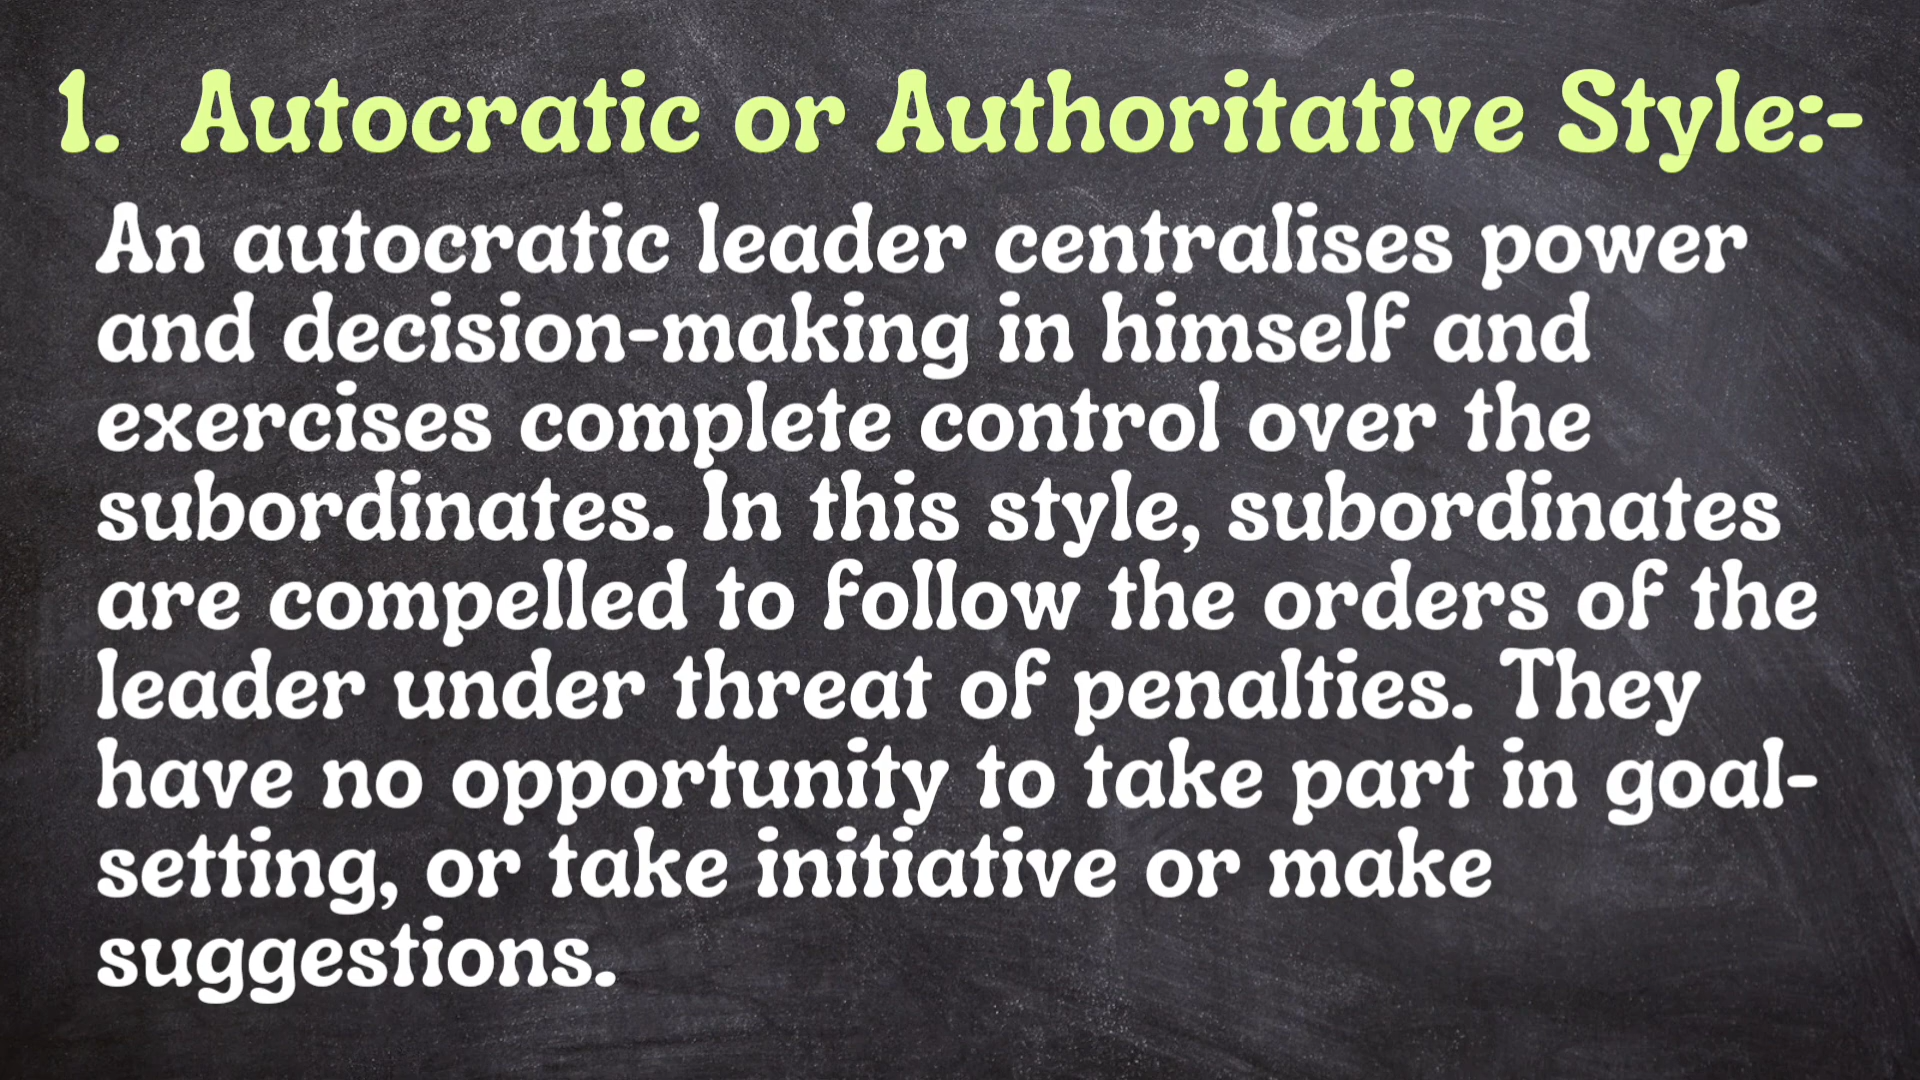 1. Autocratic or Authoritative Style:-
An autocratic leader centralises power
and decision-making in himself and
exercises complete control over the
subordinates. In this style, subordinates
are compelled to follow the orders of the
leader under threat of penalties. They
have no opportunity to take part in goal-
setting, or take initiative or make
suggestions.